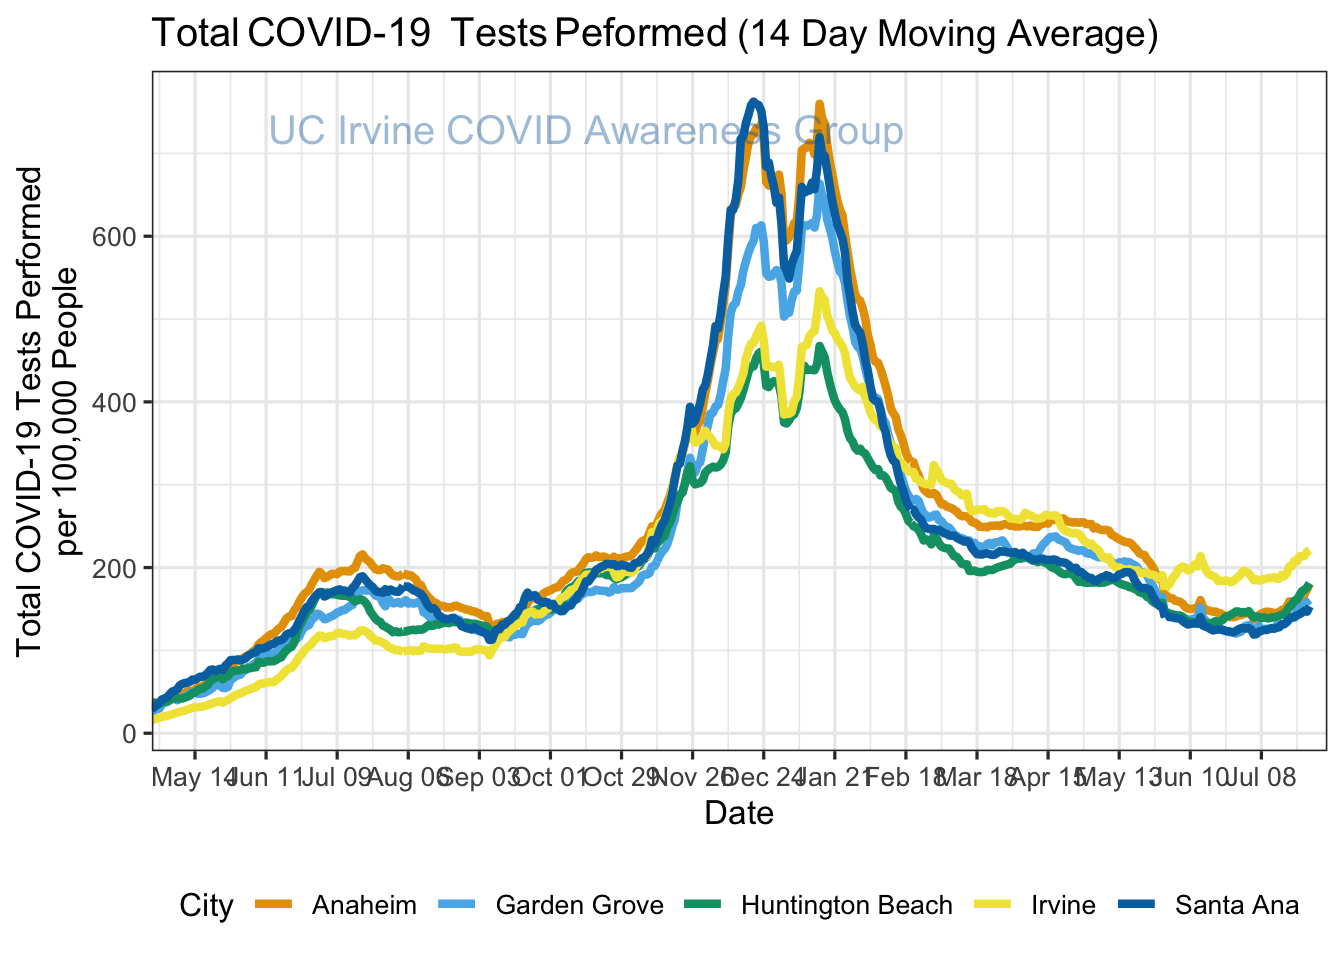 Total COVID-19 Tests Peformed (14 Day Moving Average)
UC Irvine COVID Awareness Group
Total COVID-19 Tests Performed
per 100,000 People
600
400
200
0
May 14 Jun 11 Jul 09 Aug 06 Sep 03 Oct 01 Oct 29 Nov 26 Dec 24 Jan 21 Feb 18 Mar 18 Apr 15 May 13 Jun 10 Jul 08
Date
City Anaheim Garden Grove Huntington Beach Irvine Santa Ana